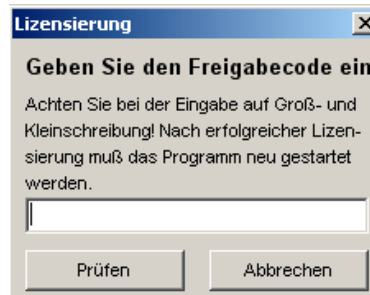 Lizensierung
Geben Sie den Freigabecode ein
Achten Sie bei der Eingabe auf Groß- und
Kleinschreibung! Nach erfolgreicher Lizen-
sierung muß das Programm neu gestartet
werden.
Prüfen
Abbrechen